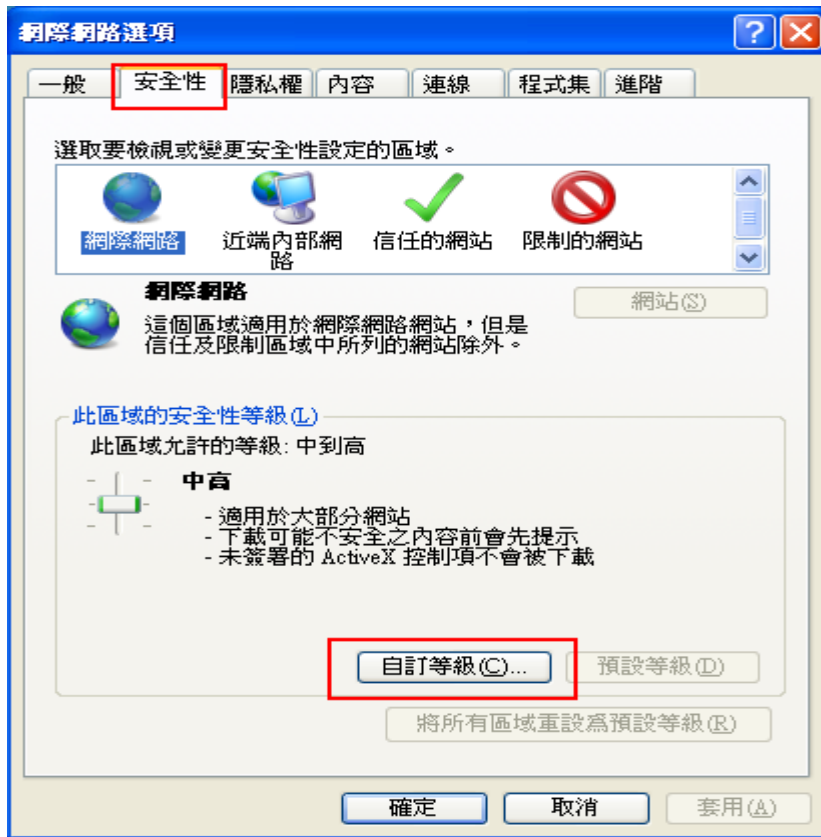 網際網路選項
一般 安全性 隱私權 內容 連線 程式集 進階
選取要檢視或變更安全性設定的區域。
網際網路 近端內部網路 信任的網站 限制的網站
網際網路
網站(S)
這個區域適用於網際網路網站，但是
信任及限制區域中所列的網站除外。
此區域的安全性等級(L)
此區域允許的等級: 中到高
中高
- 適用於大部分網站
- 下載可能不安全之內容前會先提示
- 未簽署的 ActiveX 控制項不會被下載
自訂等級(C)... 預設等級(D)
將所有區域重設為預設等級(R)
確定 取消 套用(A)